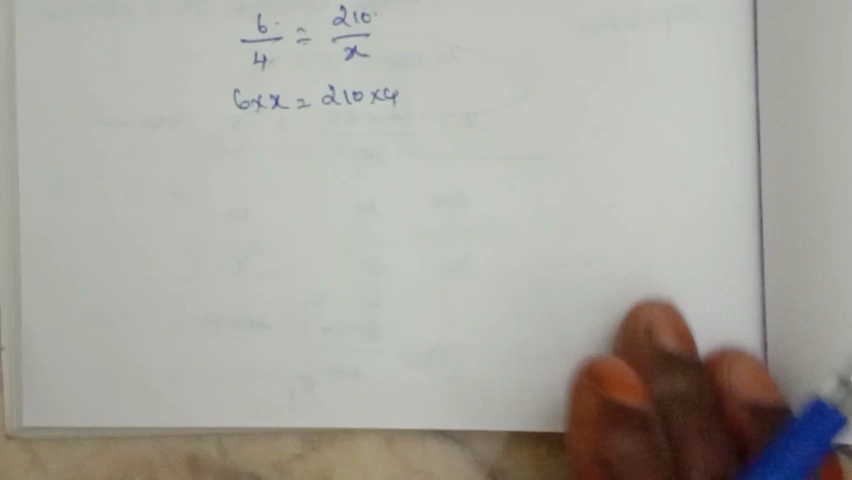 6/4 = 210/x
6×x = 210×4